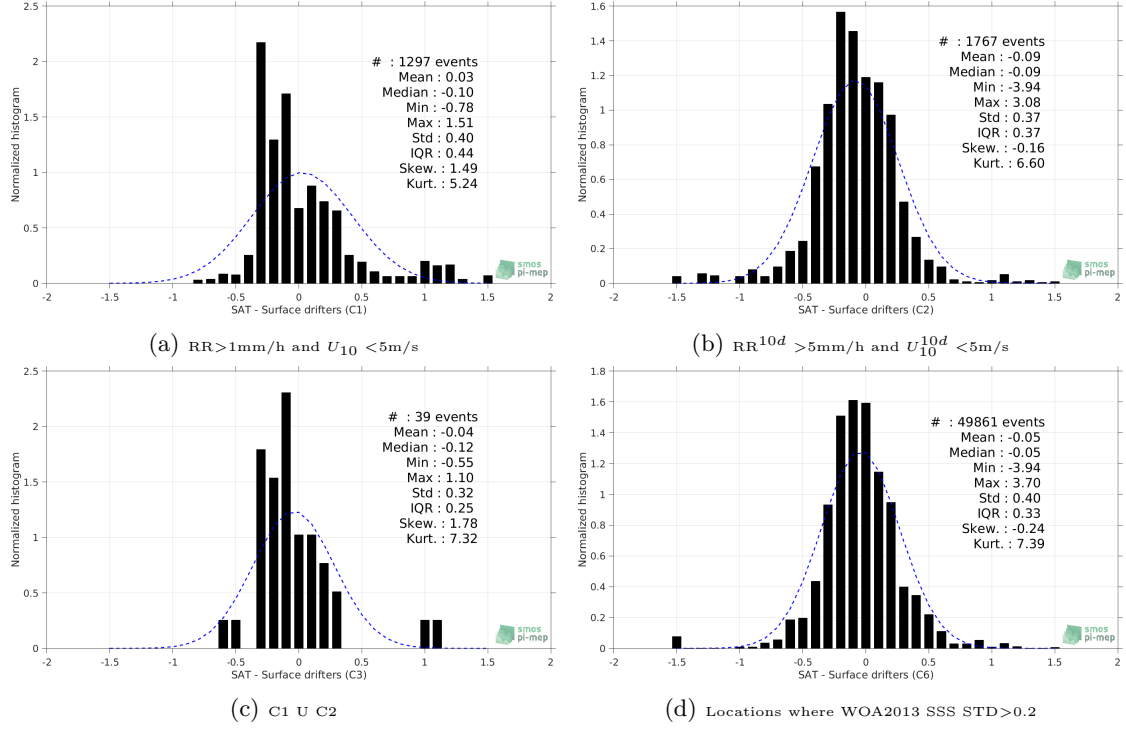 2.5
2
1.5
1
0.5
0
-2
-1.5
-1
-0.5
0
0.5
1
1.5
2
Normalized histogram
SAT - Surface drifters (C1)
# : 1297 events
Mean : 0.03
Median : -0.10
Min : -0.78
Max : 1.51
Std : 0.40
IQR : 0.44
Skew. : 1.49
Kurt. : 5.24
smos
pi-mep
(a) RR>1mm/h and U10 <5m/s
1.6
1.4
1.2
1
0.8
0.6
0.4
0.2
0
-2
-1.5
-1
-0.5
0
0.5
1
1.5
2
Normalized histogram
SAT - Surface drifters (C2)
# : 1767 events
Mean : -0.09
Median : -0.09
Min : -3.94
Max : 3.08
Std : 0.37
IQR : 0.37
Skew. : -0.16
Kurt. : 6.60
smos
pi-mep
(b) RR10d >5mm/h and U10d10 <5m/s
2.5
2
1.5
1
0.5
0
-2
-1.5
-1
-0.5
0
0.5
1
1.5
2
Normalized histogram
SAT - Surface drifters (C3)
# : 39 events
Mean : -0.04
Median : -0.12
Min : -0.55
Max : 1.10
Std : 0.32
IQR : 0.25
Skew. : 1.78
Kurt. : 7.32
smos
pi-mep
(c) C1 U C2
1.8
1.6
1.4
1.2
1
0.8
0.6
0.4
0.2
0
-2
-1.5
-1
-0.5
0
0.5
1
1.5
2
Normalized histogram
SAT - Surface drifters (C6)
# : 49861 events
Mean : -0.05
Median : -0.05
Min : -3.94
Max : 3.70
Std : 0.40
IQR : 0.33
Skew. : -0.24
Kurt. : 7.39
smos
pi-mep
(d) Locations where WOA2013 SSS STD>0.2